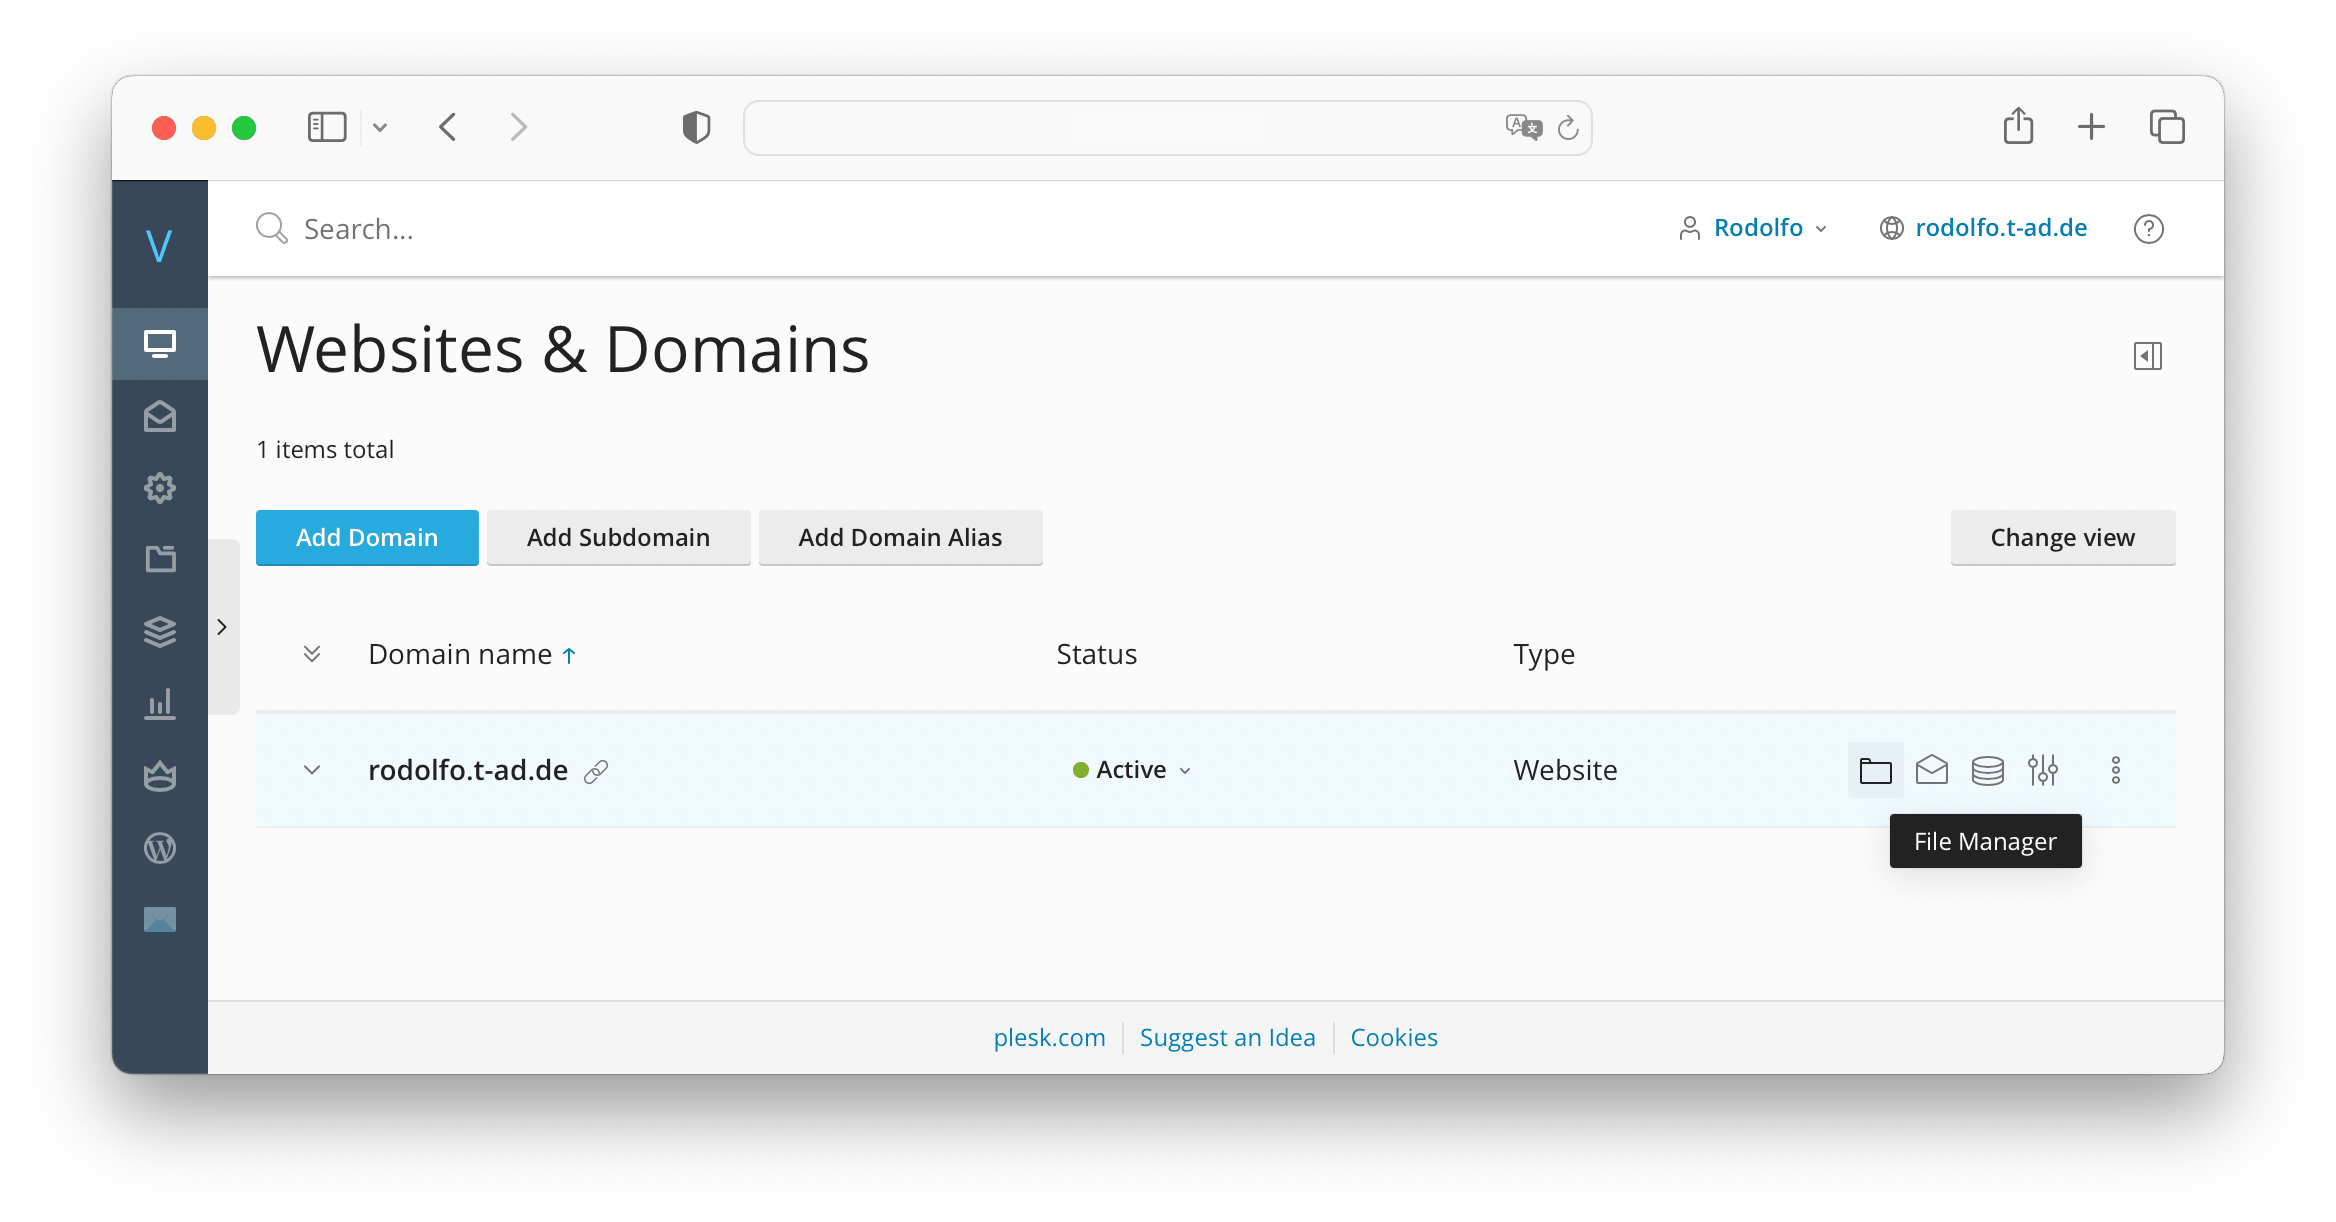 V
Search...
Rodolfo
rodolfo.t-ad.de
Websites & Domains
1 items total
Add Domain
Add Subdomain
Add Domain Alias
Change view
Domain name ↑
Status
Type
rodolfo.t-ad.de
Active
Website
File Manager
plesk.com
Suggest an Idea
Cookies